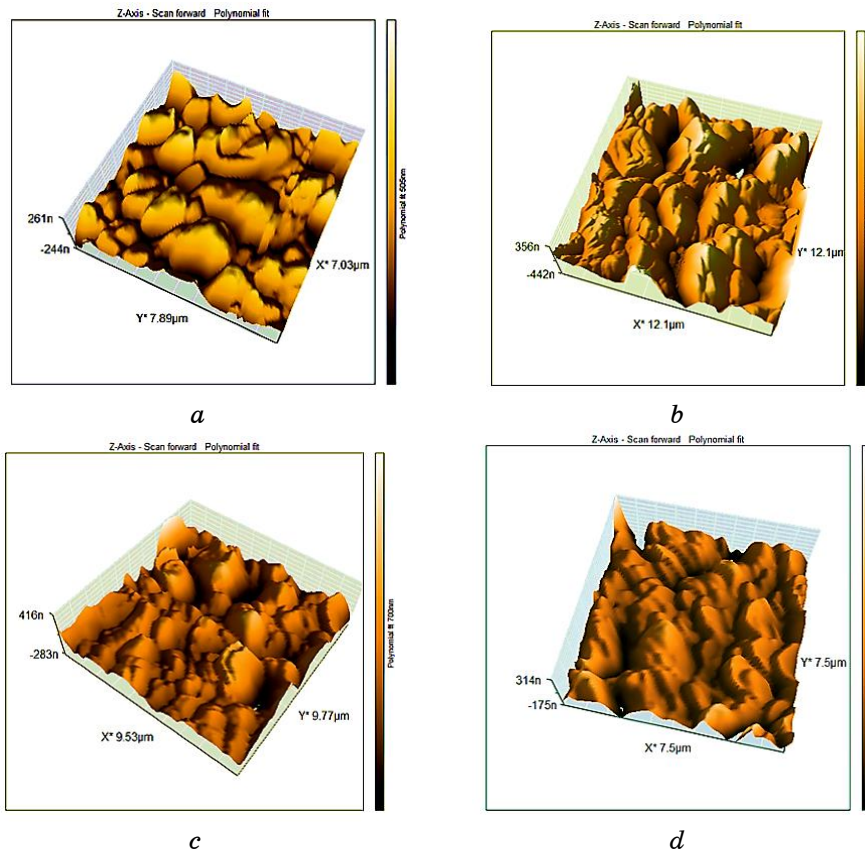 Z-Axis - Scan forward Polynomial fit
261n
-244n
X* 7.03µm
Y* 7.89µm
Polynomial fit 505nm
a
Z-Axis - Scan forward Polynomial fit
356n
-442n
Y* 12.1µm
X* 12.1µm
b
Z-Axis - Scan forward Polynomial fit
416n
-283n
Y* 9.77µm
X* 9.53µm
Polynomial fit 700nm
c
Z-Axis - Scan forward Polynomial fit
314n
-175n
Y* 7.5µm
X* 7.5µm
d